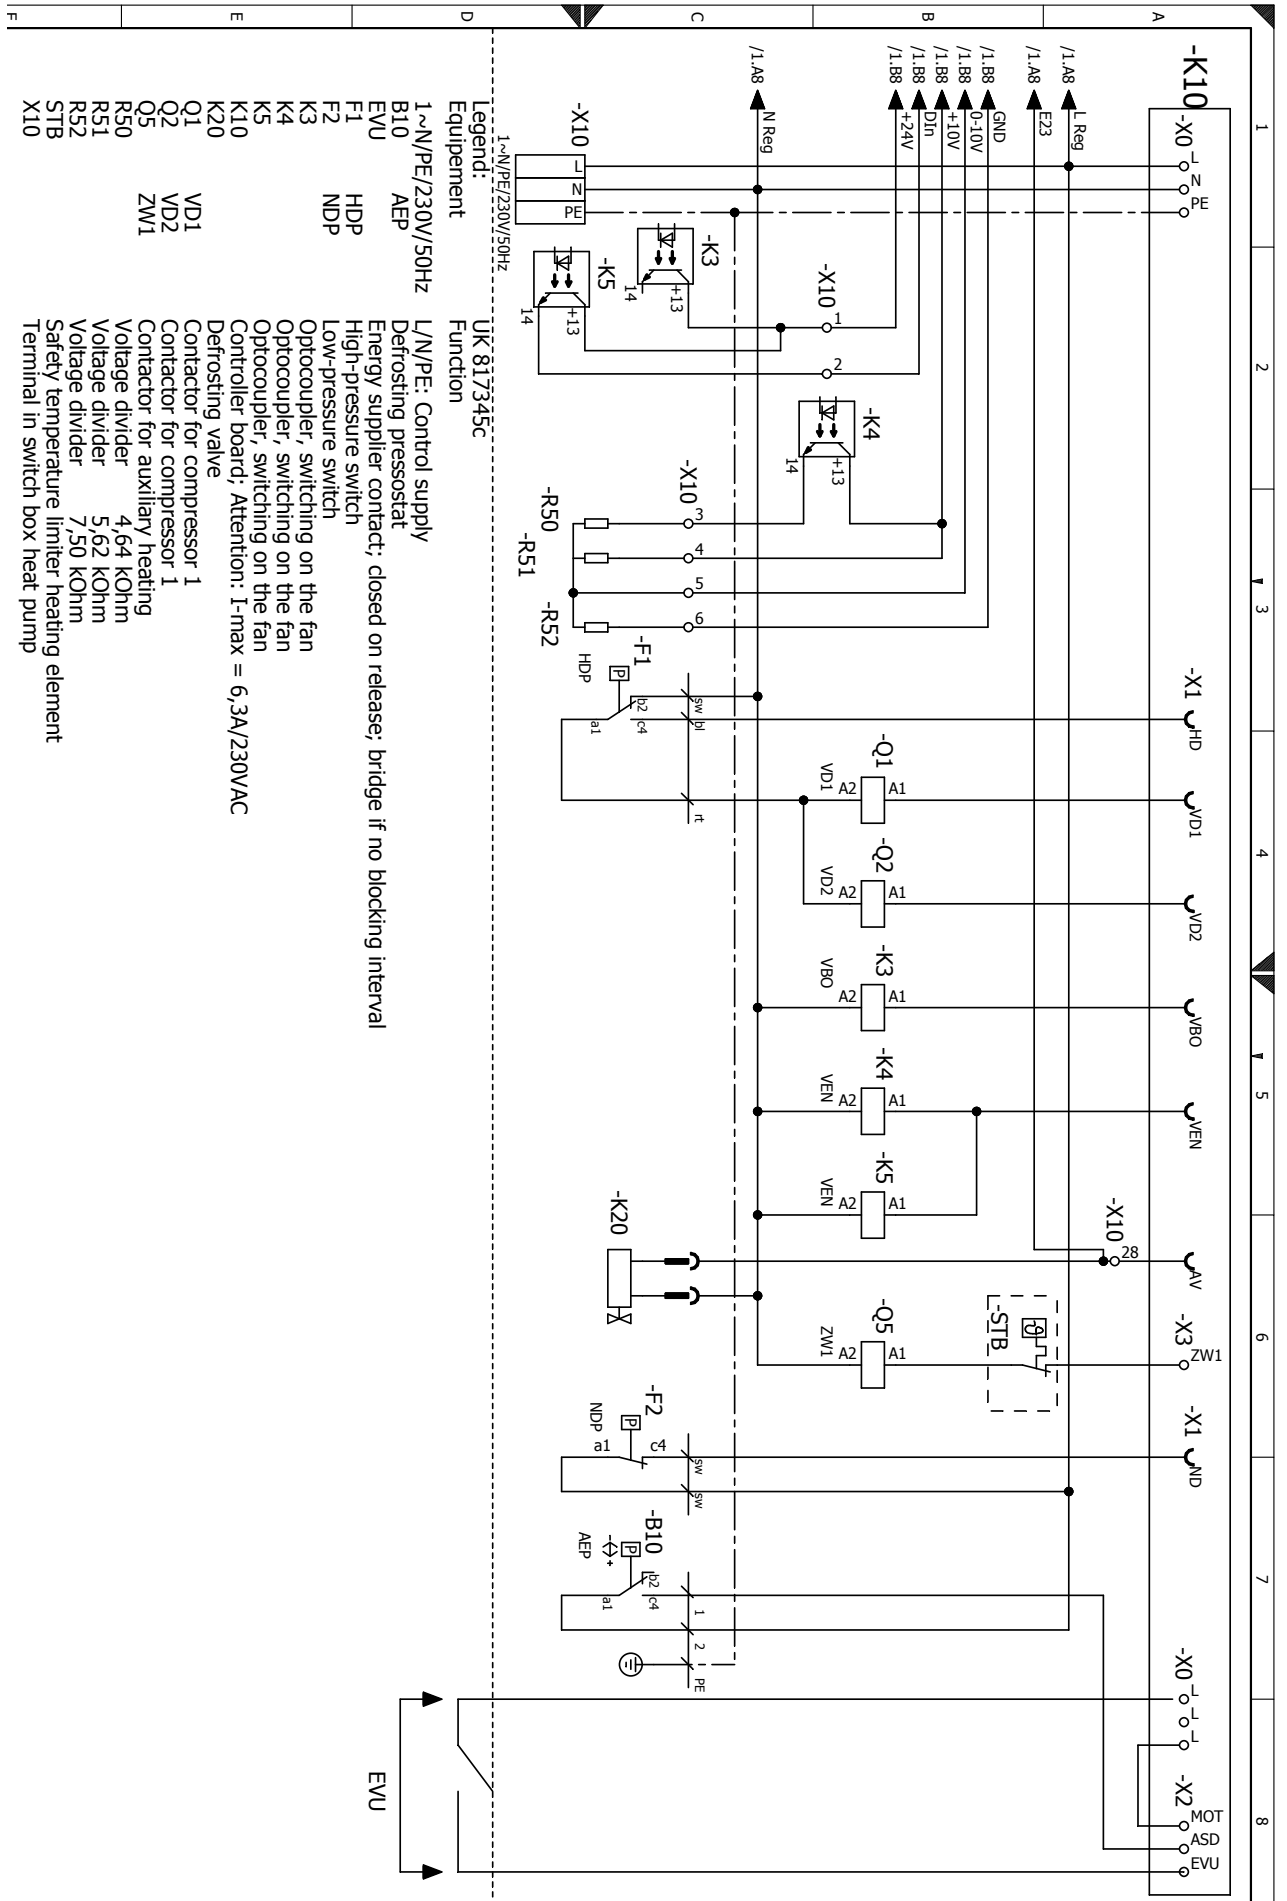 1
2
3
4
5
6
7
8
A
B
C
D
E
F
-K10
-X0
L
N
PE
-X1
HD
VD1
VD2
VBO
VEN
AV
-X3
ZW1
-X1
ND
-X0
L
L
L
-X2
MOT
ASD
EVU
/1.A8
L Reg
/1.A8
E23
/1.B8
GND
/1.B8
0-10V
/1.B8
+10V
/1.B8
DIn
/1.B8
+24V
/1.A8
N Reg
-X10
28
-STB
-X10
1
2
-K4
+13
14
-Q1
VD1
A2
A1
-Q2
VD2
A2
A1
-K3
VBO
A2
A1
-K4
VEN
A2
A1
-K5
VEN
A2
A1
-Q5
ZW1
A2
A1
-K3
+13
14
-K5
+13
14
-X10
3
4
5
6
sw
bl
rt
sw
sw
1
2
PE
-X10
L
N
PE
1~N/PE/230V/50Hz
-R50
-R51
-R52
-F1
P
HDP
b2
c4
a1
-K20
-F2
P
NDP
a1
c4
-B10
P
AEP
- +
b2
c4
a1
EVU
Legend: UK 817345c
Equipement Function
1~N/PE/230V/50Hz L/N/PE: Control supply
B10 AEP Defrosting pressostat
EVU Energy supplier contact; closed on release; bridge if no blocking interval
F1 HDP High-pressure switch
F2 NDP Low-pressure switch
K3 Optocoupler, switching on the fan
K4 Optocoupler, switching on the fan
K5 Optocoupler, switching on the fan
K10 Controller board; Attention: I-max = 6,3A/230VAC
K20 Defrosting valve
Q1 VD1 Contactor for compressor 1
Q2 VD2 Contactor for compressor 1
Q5 ZW1 Contactor for auxiliary heating
R50 Voltage divider 4,64 kOhm
R51 Voltage divider 5,62 kOhm
R52 Voltage divider 7,50 kOhm
STB Safety temperature limiter heating element
X10 Terminal in switch box heat pump